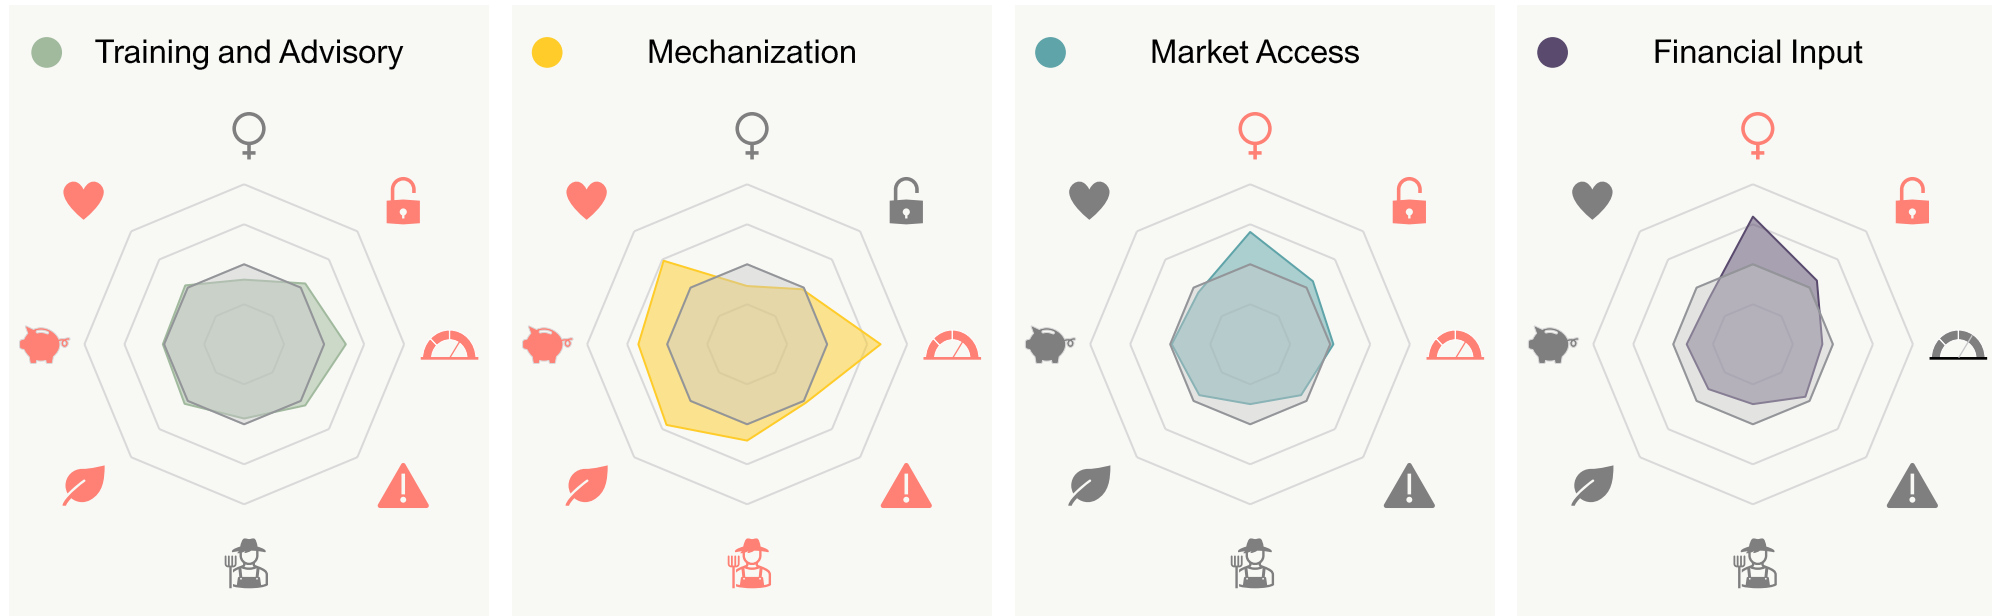 Training and Advisory
Mechanization
Market Access
Financial Input